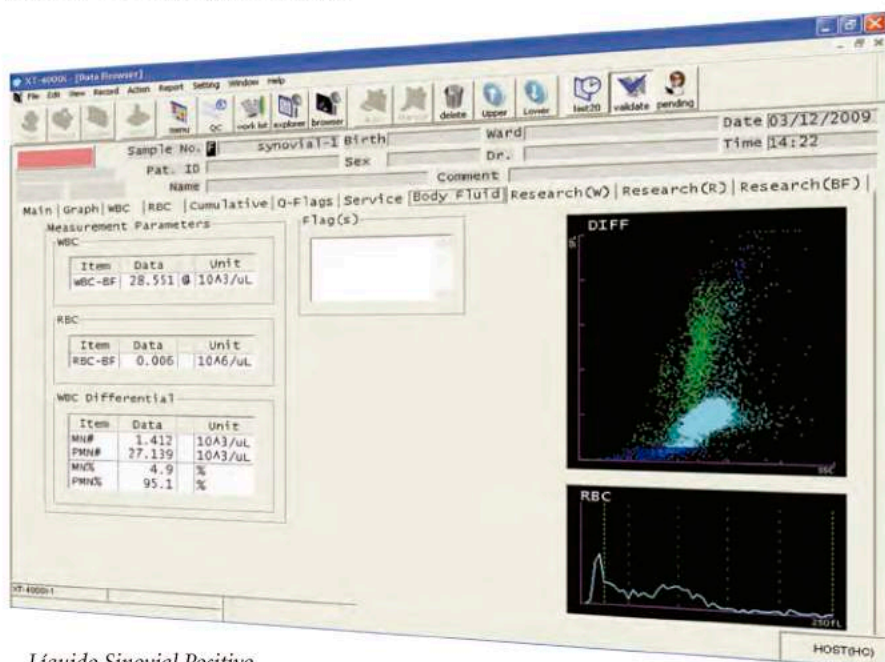 XT-4000i - [Data Browser]
File Edit View Record Action Report Setting Window Help
menu QC work list explorer browser delete Upper Lower last20 validate pending
Sample No. F synovial-1 Birth Ward Date 03/12/2009
Pat. ID Sex Dr. Time 14:22
Name Comment
Main | Graph | WBC | RBC | Cumulative | Q-Flags | Service | Body Fluid | Research(W) | Research(R) | Research(BF) |
Measurement Parameters
Flag(s)
WBC
Item Data Unit
WBC-BF 28.551 @ 10^3/uL
RBC
Item Data Unit
RBC-BF 0.006 10^6/uL
WBC Differential
Item Data Unit
MN# 1.412 10^3/uL
PMN# 27.139 10^3/uL
MN% 4.9 %
PMN% 95.1 %
DIFF
SSC
RBC
250fL
XT-4000i-1
HOST(HC)
Líquido Sinovial Positivo